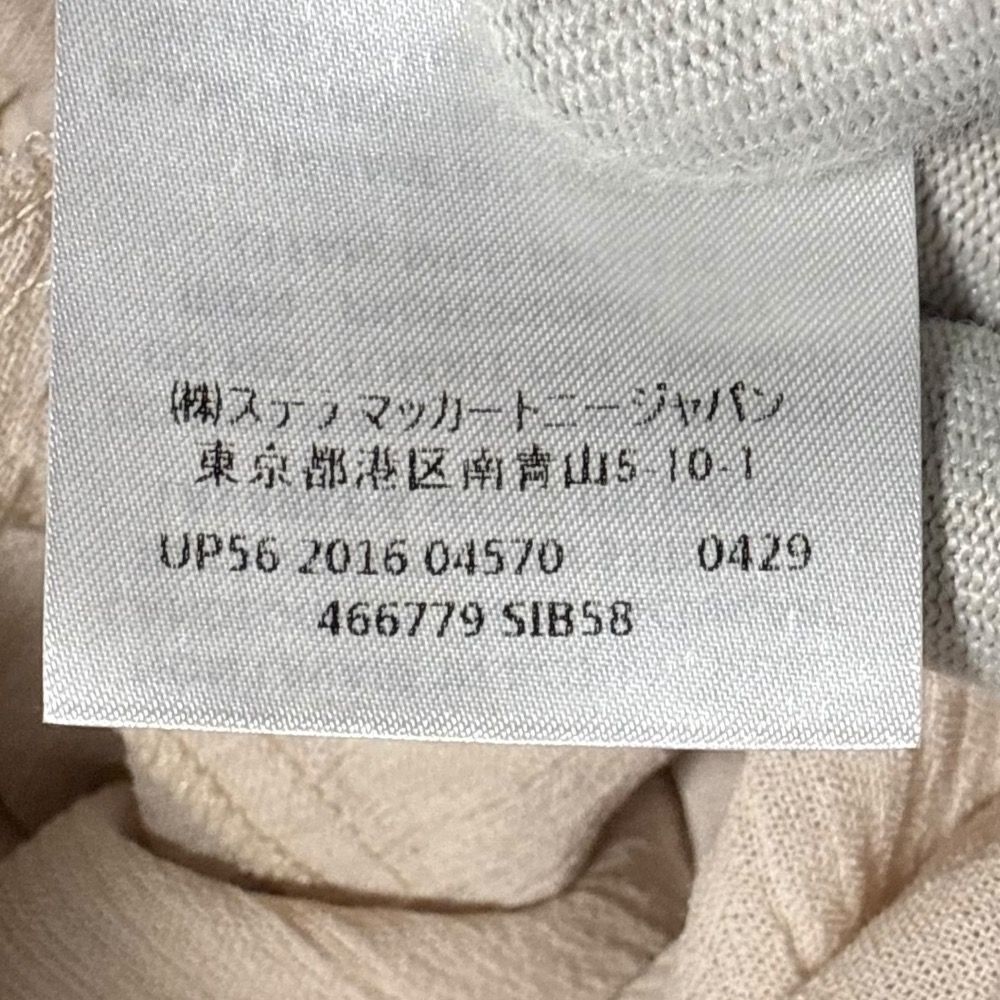 (株)ステラ マッカートニー ジャパン
東京都港区南青山5-10-1
UP56 2016 04570 0429
466779 SIB58